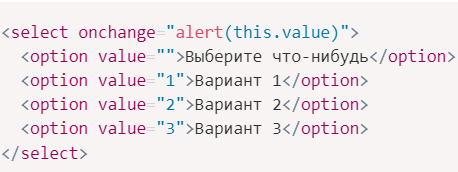 <select onchange="alert(this.value)">
<option value="">Выберите что-нибудь</option>
<option value="1">Вариант 1</option>
<option value="2">Вариант 2</option>
<option value="3">Вариант 3</option>
</select>